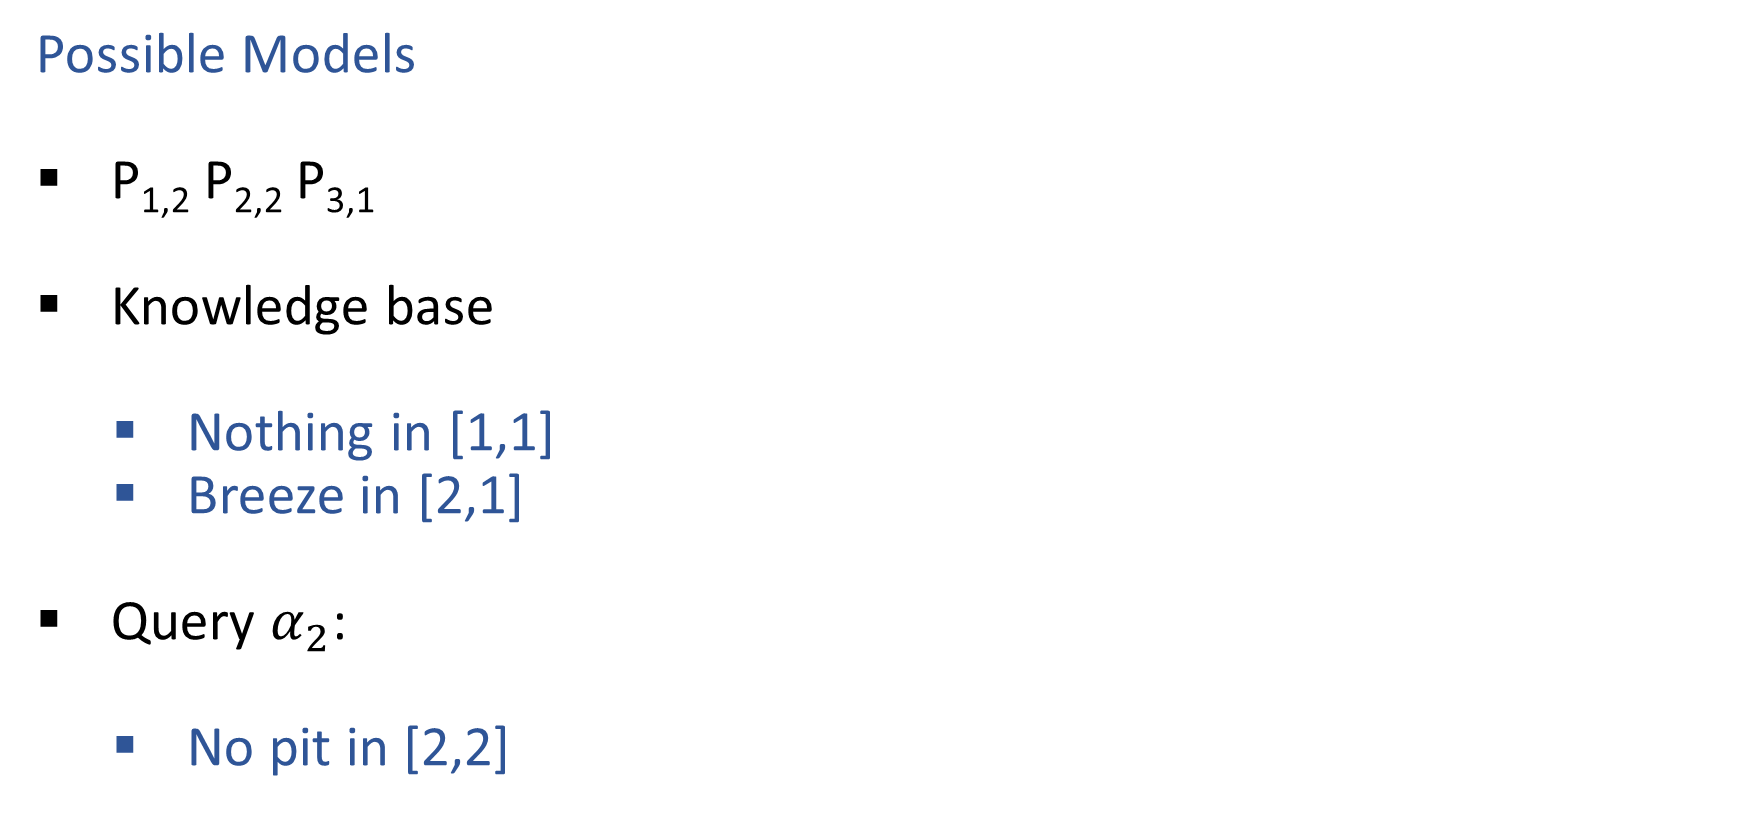 Possible Models
▪ P₁,₂ P₂,₂ P₃,₁
▪ Knowledge base
▪ Nothing in [1,1]
▪ Breeze in [2,1]
▪ Query α₂:
▪ No pit in [2,2]